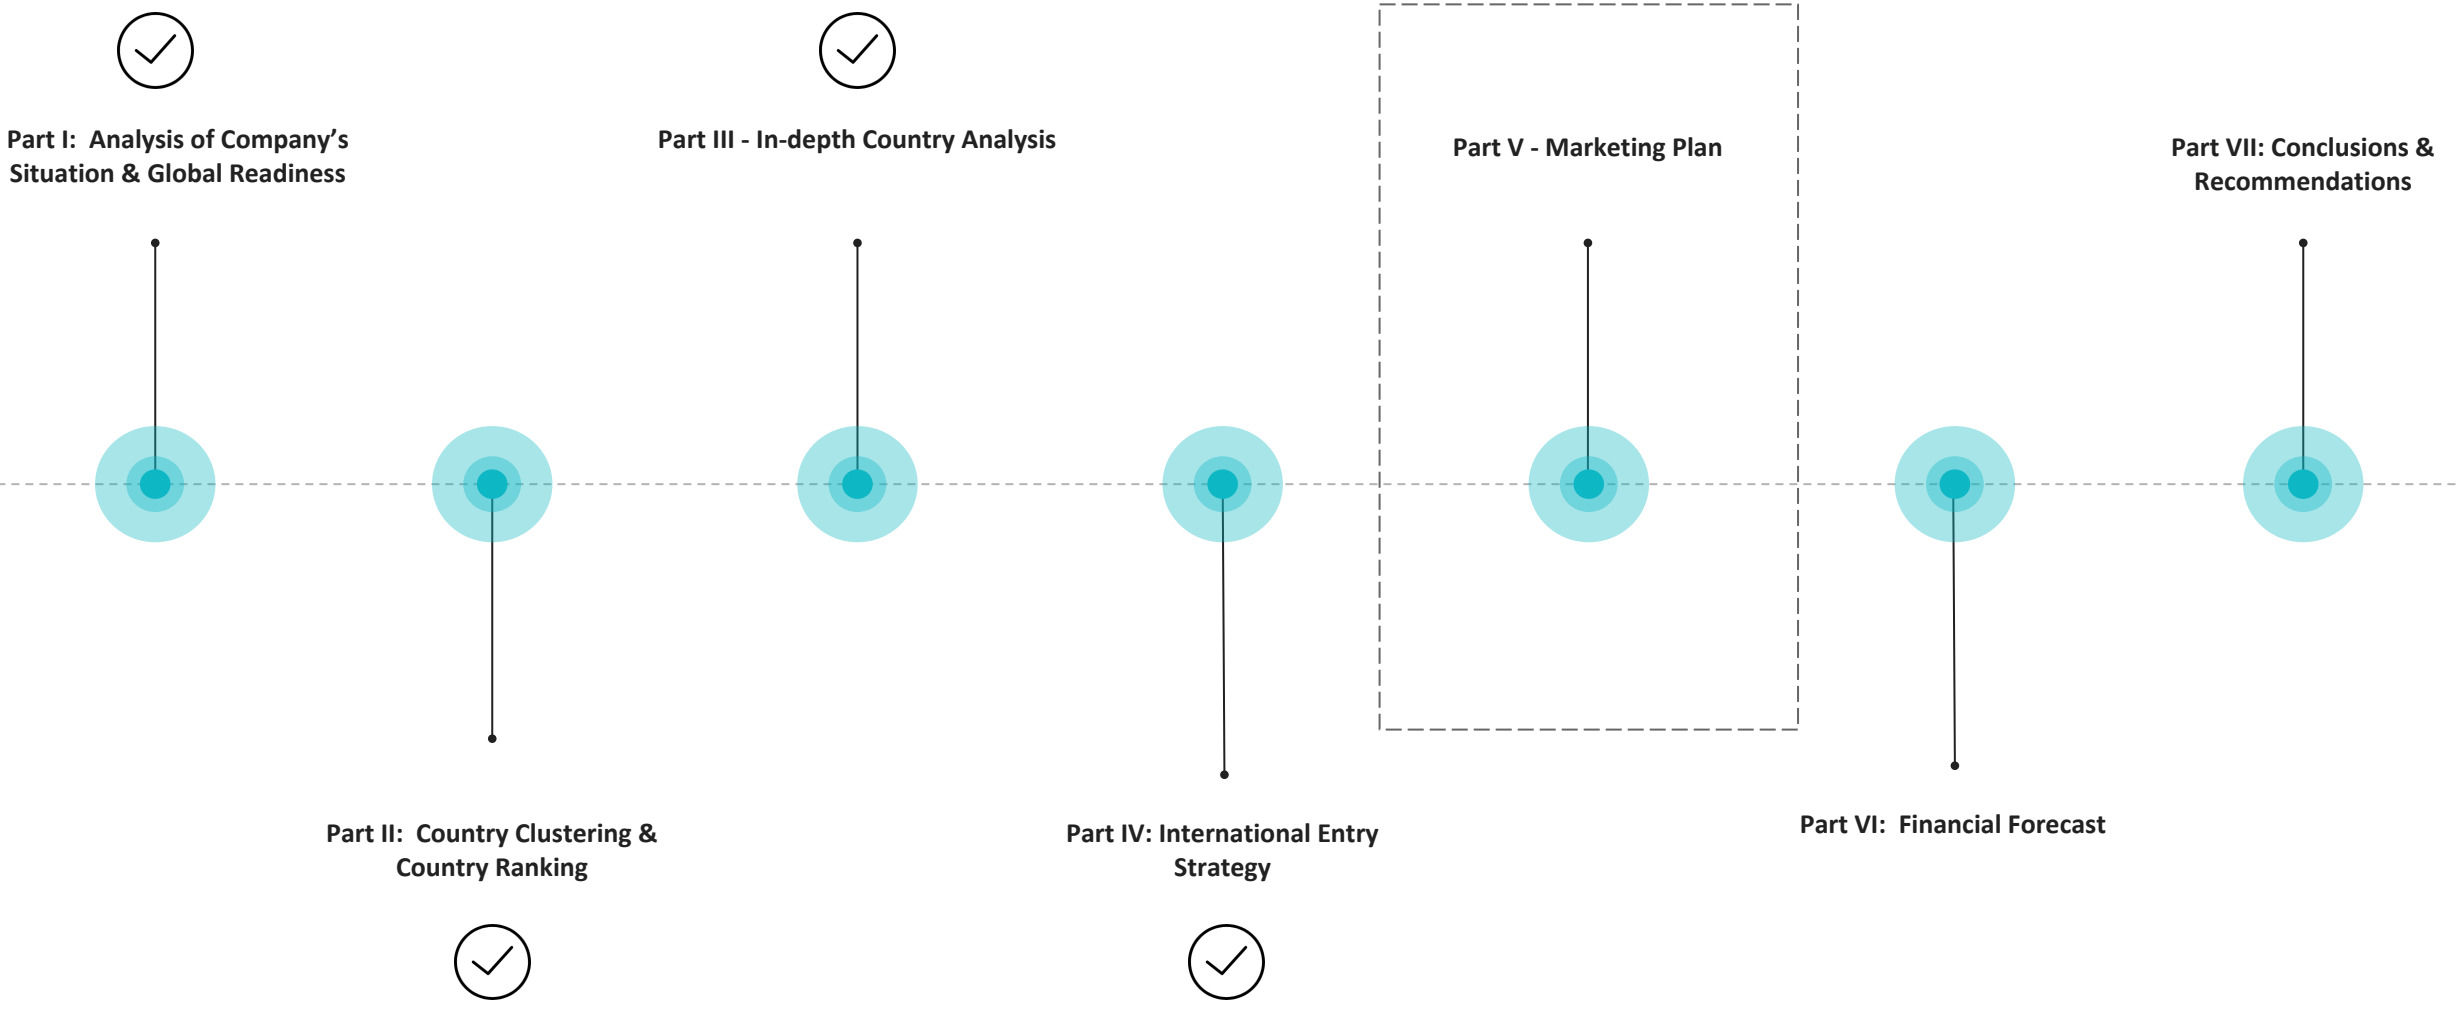 Part I:  Analysis of Company’s
Situation & Global Readiness
Part II:  Country Clustering &
Country Ranking
Part III - In-depth Country Analysis
Part IV: International Entry
Strategy
Part V - Marketing Plan
Part VI:  Financial Forecast
Part VII: Conclusions &
Recommendations